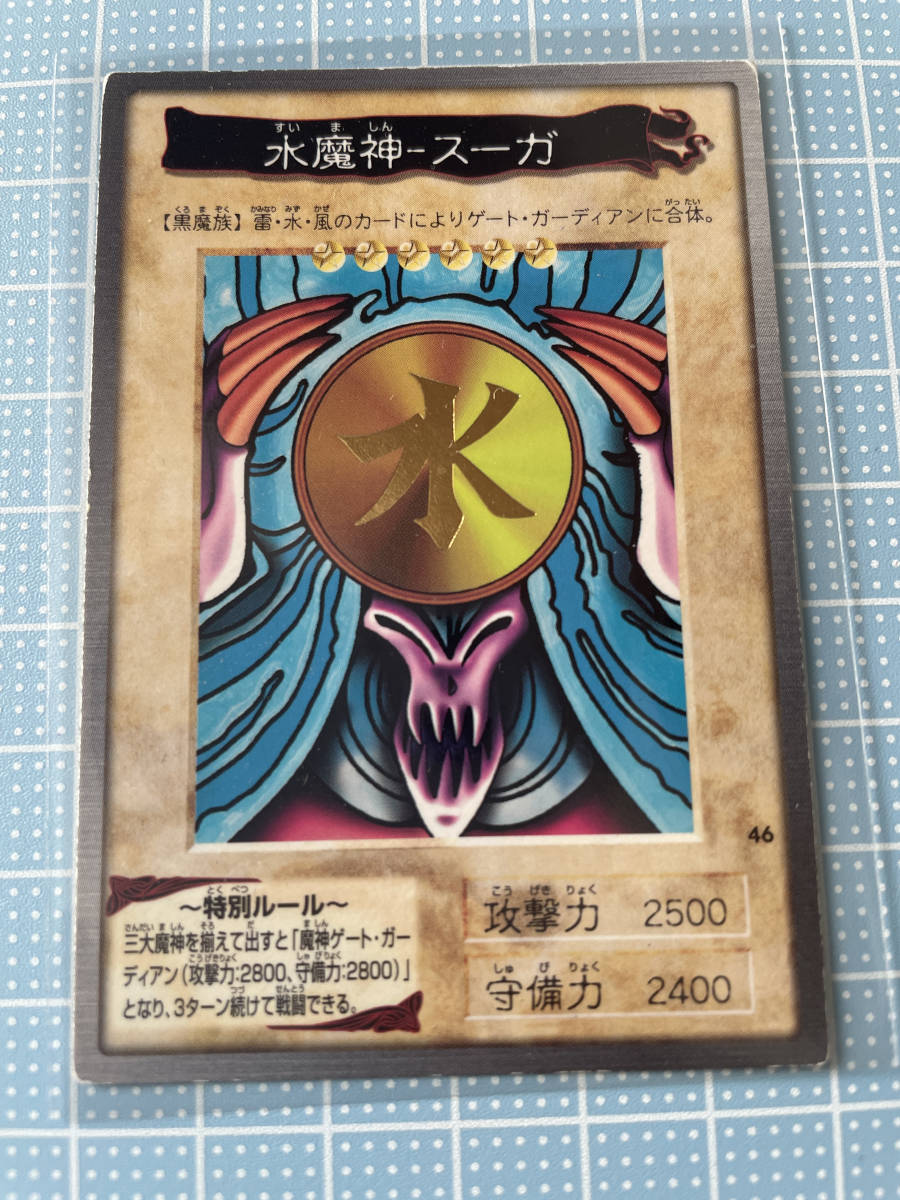 すいましん
水魔神-スーガ
くろまぞく かみなり みず かぜ がったい
【黒魔族】雷・水・風のカードによりゲート・ガーディアンに合体。
水
46
とくべつ
～特別ルール～
さんだいましん そろ だ ましん
三大魔神を揃えて出すと「魔神ゲート・ガー
こうげきりょく しゅびりょく
ディアン(攻撃力:2800、守備力:2800)」
つづ せんとう
となり、3ターン続けて戦闘できる。
こうげきりょく
攻撃力 2500
しゅびりょく
守備力 2400